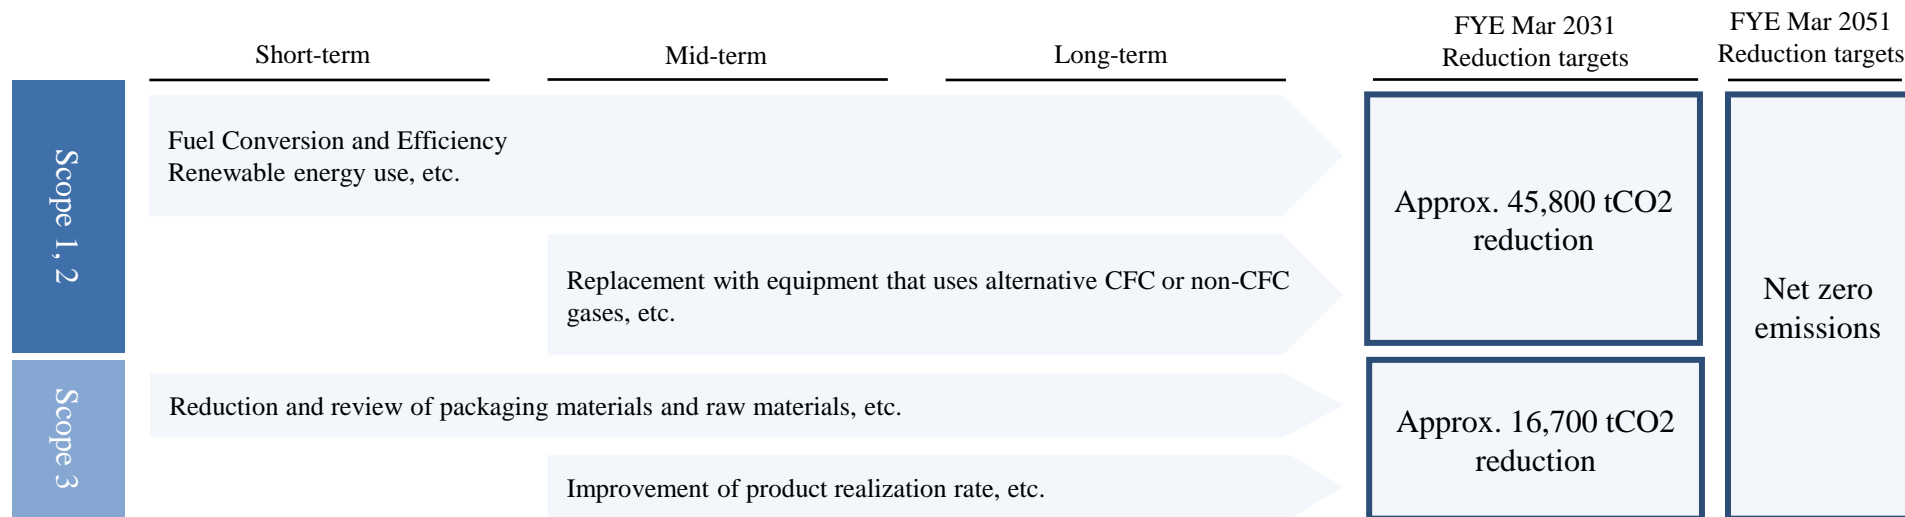 Short-term
Mid-term
Long-term
FYE Mar 2031
Reduction targets
FYE Mar 2051
Reduction targets
Scope 1, 2
Fuel Conversion and Efficiency
Renewable energy use, etc.
Replacement with equipment that uses alternative CFC or non-CFC
gases, etc.
Approx. 45,800 tCO2
reduction
Net zero
emissions
Scope 3
Reduction and review of packaging materials and raw materials, etc.
Improvement of product realization rate, etc.
Approx. 16,700 tCO2
reduction